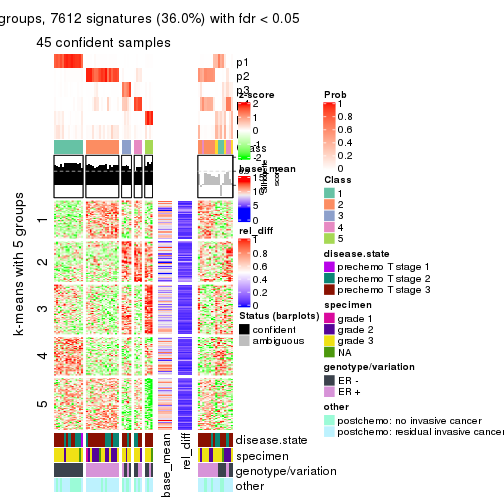 groups, 7612 signatures (36.0%) with fdr < 0.05
45 confident samples
p1
p2
p3
z-score
2
1
0
-1
-2
base_mean
15
10
5
0
rel_diff
1
0.8
0.6
0.4
0.2
0
Status (barplots)
confident
ambiguous
Prob
1
0.8
0.6
0.4
0.2
0
Class
1
2
3
4
5
disease.state
prechemo T stage 1
prechemo T stage 2
prechemo T stage 3
specimen
grade 1
grade 2
grade 3
NA
genotype/variation
ER -
ER +
other
postchemo: no invasive cancer
postchemo: residual invasive cancer
k-means with 5 groups
1
2
3
4
5
base_mean
rel_diff
disease.state
specimen
genotype/variation
other